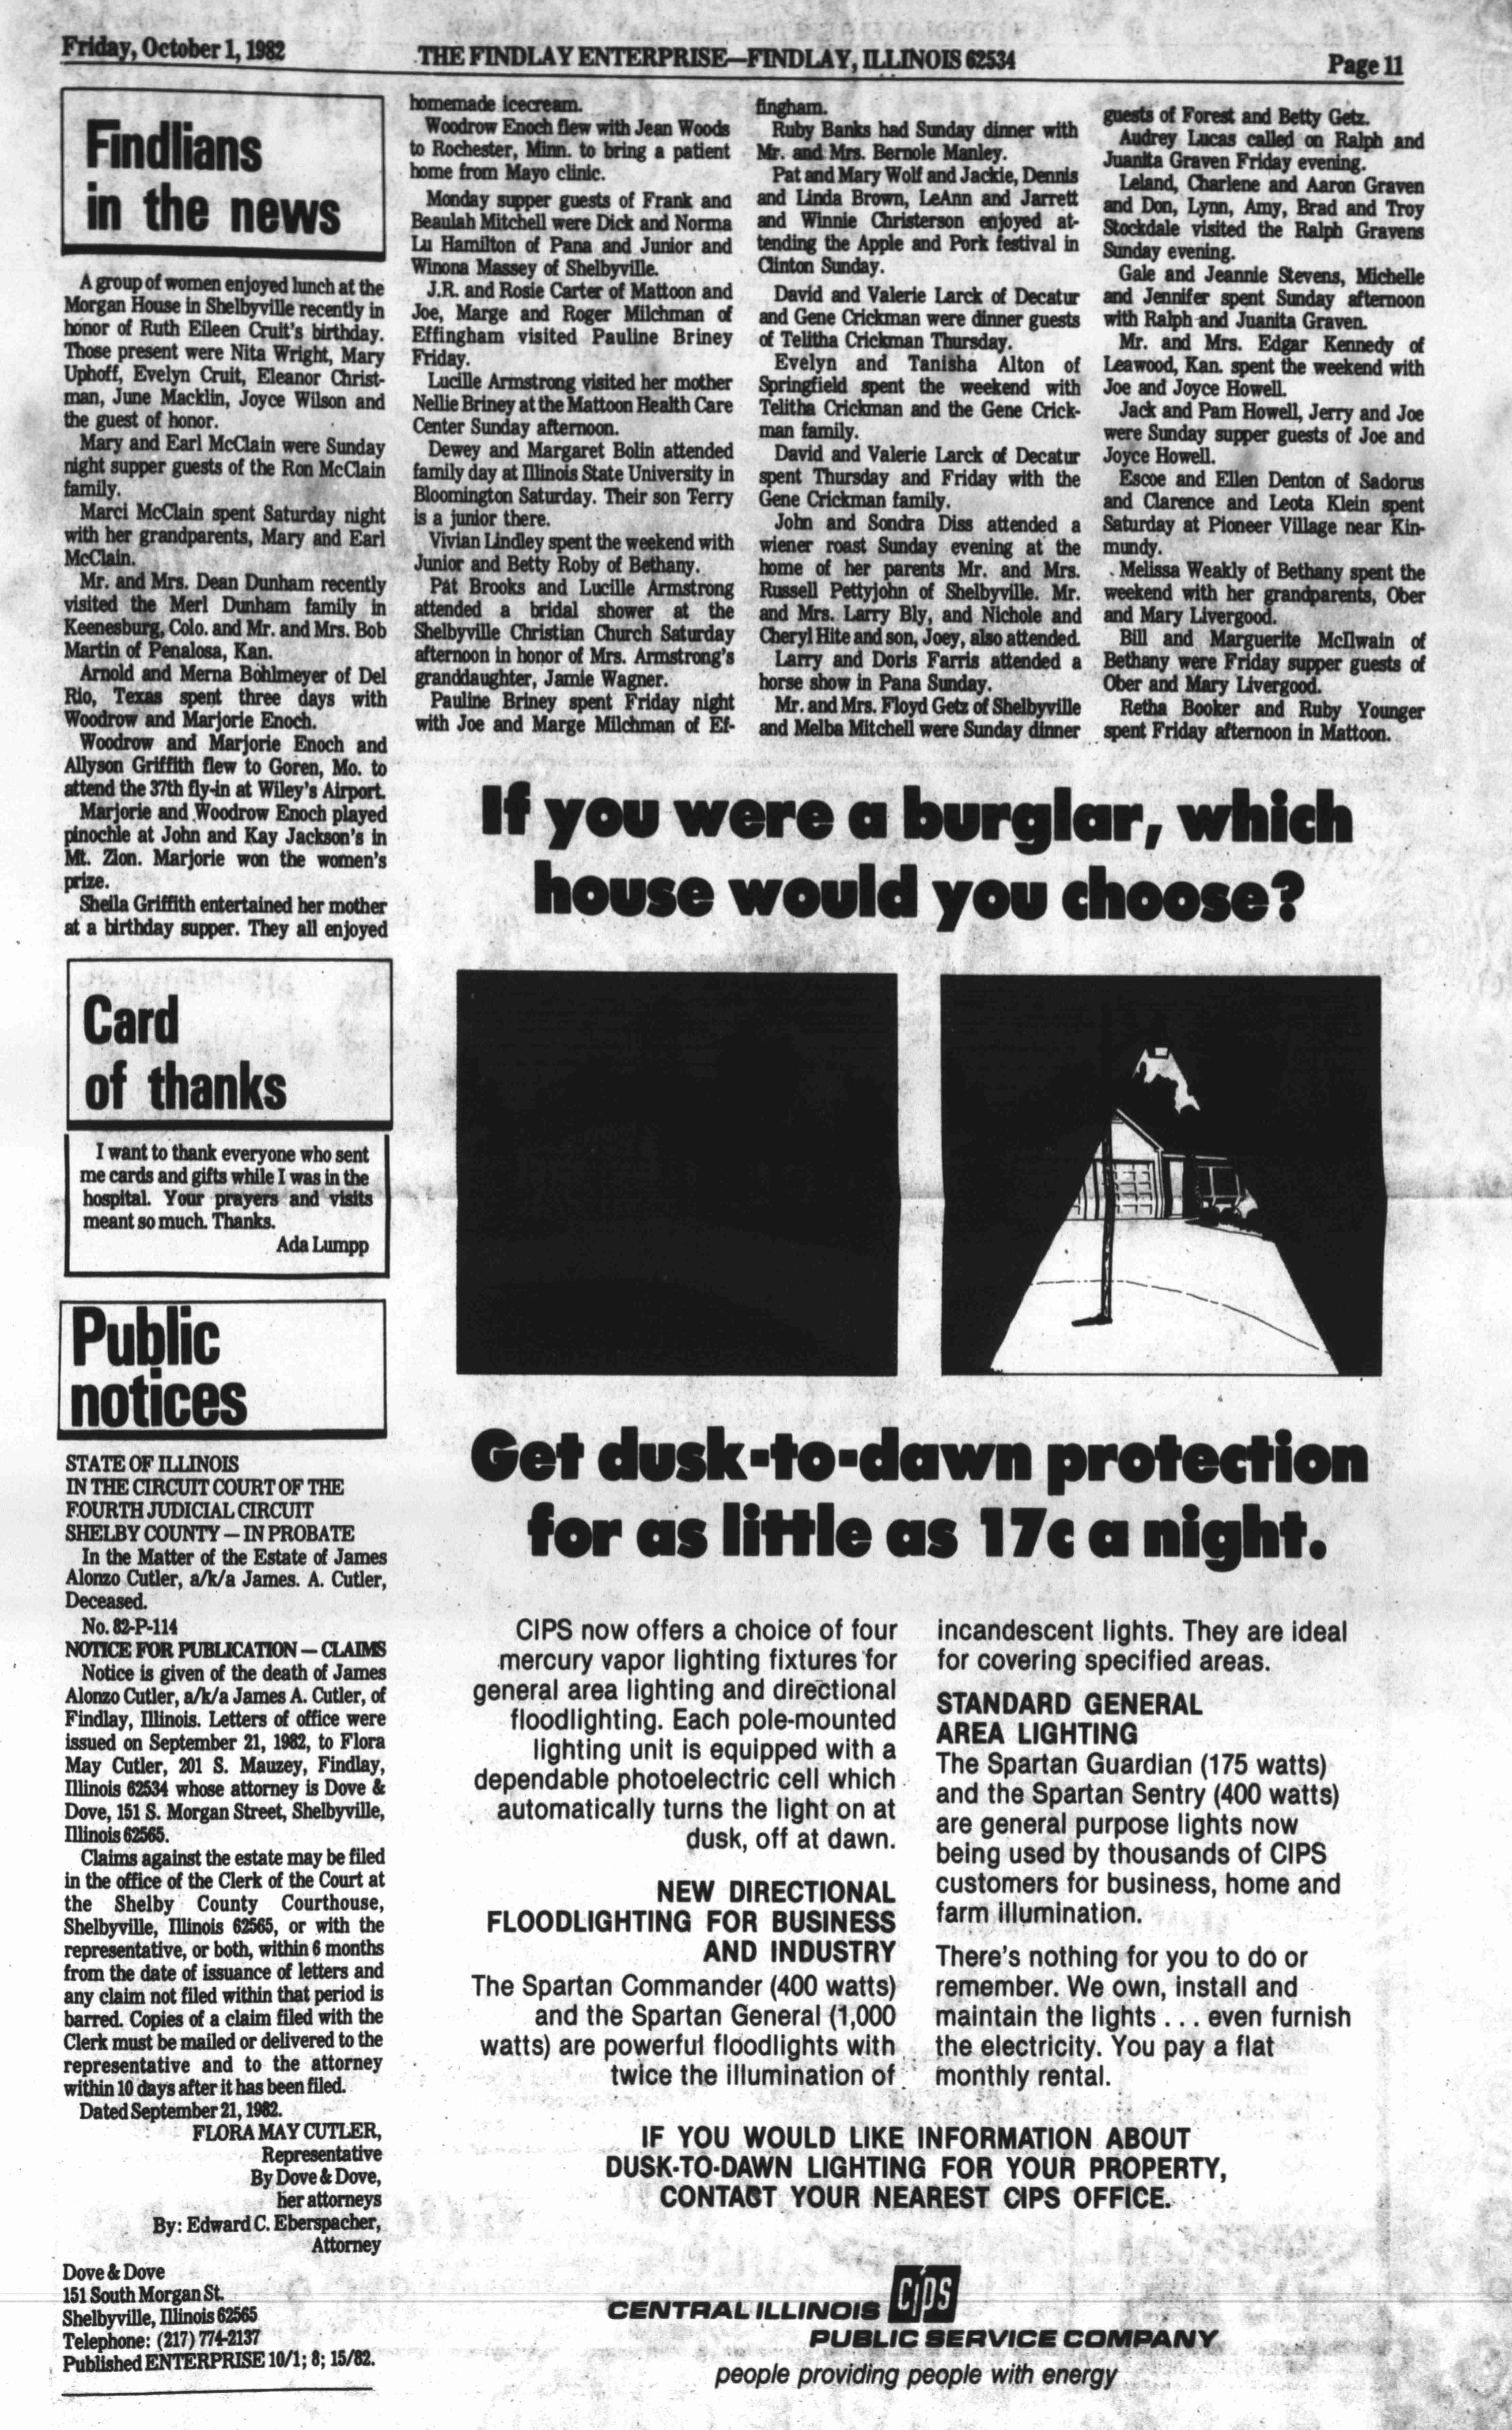 Friday, October 1, 1982
THE FINDLAY ENTERPRISE—FINDLAY, ILLINOIS 62534
Page 11
Findlians
in the news
A group of women enjoyed lunch at the
Morgan House in Shelbyville recently in
honor of Ruth Eileen Cruit's birthday.
Those present were Nita Wright, Mary
Uphoff, Evelyn Cruit, Eleanor Christ-
man, June Macklin, Joyce Wilson and
the guest of honor.
Mary and Earl McClain were Sunday
night supper guests of the Ron McClain
family.
Marci McClain spent Saturday night
with her grandparents, Mary and Earl
McClain.
Mr. and Mrs. Dean Dunham recently
visited the Merl Dunham family in
Keenesburg, Colo. and Mr. and Mrs. Bob
Martin of Penalosa, Kan.
Arnold and Merna Bohlmeyer of Del
Rio, Texas spent three days with
Woodrow and Marjorie Enoch.
Woodrow and Marjorie Enoch and
Allyson Griffith flew to Goren, Mo. to
attend the 37th fly-in at Wiley's Airport.
Marjorie and Woodrow Enoch played
pinochle at John and Kay Jackson's in
Mt. Zion. Marjorie won the women's
prize.
Sheila Griffith entertained her mother
at a birthday supper. They all enjoyed
homemade icecream.
Woodrow Enoch flew with Jean Woods
to Rochester, Minn. to bring a patient
home from Mayo clinic.
Monday supper guests of Frank and
Beaulah Mitchell were Dick and Norma
Lu Hamilton of Pana and Junior and
Winona Massey of Shelbyville.
J.R. and Rosie Carter of Mattoon and
Joe, Marge and Roger Milchman of
Effingham visited Pauline Briney
Friday.
Lucille Armstrong visited her mother
Nellie Briney at the Mattoon Health Care
Center Sunday afternoon.
Dewey and Margaret Bolin attended
family day at Illinois State University in
Bloomington Saturday. Their son Terry
is a junior there.
Vivian Lindley spent the weekend with
Junior and Betty Roby of Bethany.
Pat Brooks and Lucille Armstrong
attended a bridal shower at the
Shelbyville Christian Church Saturday
afternoon in honor of Mrs. Armstrong's
granddaughter, Jamie Wagner.
Pauline Briney spent Friday night
with Joe and Marge Milchman of Ef-
fingham.
Ruby Banks had Sunday dinner with
Mr. and Mrs. Bernole Manley.
Pat and Mary Wolf and Jackie, Dennis
and Linda Brown, LeAnn and Jarrett
and Winnie Christerson enjoyed at-
tending the Apple and Pork festival in
Clinton Sunday.
David and Valerie Larck of Decatur
and Gene Crickman were dinner guests
of Telitha Crickman Thursday.
Evelyn and Tanisha Alton of
Springfield spent the weekend with
Telitha Crickman and the Gene Crick-
man family.
David and Valerie Larck of Decatur
spent Thursday and Friday with the
Gene Crickman family.
John and Sondra Diss attended a
wiener roast Sunday evening at the
home of her parents Mr. and Mrs.
Russell Pettyjohn of Shelbyville. Mr.
and Mrs. Larry Bly, and Nichole and
Cheryl Hite and son, Joey, also attended.
Larry and Doris Farris attended a
horse show in Pana Sunday.
Mr. and Mrs. Floyd Getz of Shelbyville
and Melba Mitchell were Sunday dinner
guests of Forest and Betty Getz.
Audrey Lucas called on Ralph and
Juanita Graven Friday evening.
Leland, Charlene and Aaron Graven
and Don, Lynn, Amy, Brad and Troy
Stockdale visited the Ralph Gravens
Sunday evening.
Gale and Jeannie Stevens, Michelle
and Jennifer spent Sunday afternoon
with Ralph and Juanita Graven.
Mr. and Mrs. Edgar Kennedy of
Leawood, Kan. spent the weekend with
Joe and Joyce Howell.
Jack and Pam Howell, Jerry and Joe
were Sunday supper guests of Joe and
Joyce Howell.
Escoe and Ellen Denton of Sadorus
and Clarence and Leota Klein spent
Saturday at Pioneer Village near Kin-
mundy.
Melissa Weakly of Bethany spent the
weekend with her grandparents, Ober
and Mary Livergood.
Bill and Marguerite McIlwain of
Bethany were Friday supper guests of
Ober and Mary Livergood.
Retha Booker and Ruby Younger
spent Friday afternoon in Mattoon.
Card
of thanks
I want to thank everyone who sent
me cards and gifts while I was in the
hospital. Your prayers and visits
meant so much. Thanks.
Ada Lumpp
Public
notices
STATE OF ILLINOIS
IN THE CIRCUIT COURT OF THE
FOURTH JUDICIAL CIRCUIT
SHELBY COUNTY — IN PROBATE
In the Matter of the Estate of James
Alonzo Cutler, a/k/a James. A. Cutler,
Deceased.
No. 82-P-114
NOTICE FOR PUBLICATION — CLAIMS
Notice is given of the death of James
Alonzo Cutler, a/k/a James A. Cutler, of
Findlay, Illinois. Letters of office were
issued on September 21, 1982, to Flora
May Cutler, 201 S. Mauzey, Findlay,
Illinois 62534 whose attorney is Dove &
Dove, 151 S. Morgan Street, Shelbyville,
Illinois 62565.
Claims against the estate may be filed
in the office of the Clerk of the Court at
the Shelby County Courthouse,
Shelbyville, Illinois 62565, or with the
representative, or both, within 6 months
from the date of issuance of letters and
any claim not filed within that period is
barred. Copies of a claim filed with the
Clerk must be mailed or delivered to the
representative and to the attorney
within 10 days after it has been filed.
Dated September 21, 1982.
FLORA MAY CUTLER,
Representative
By Dove & Dove,
her attorneys
By: Edward C. Eberspacher,
Attorney
Dove & Dove
151 South Morgan St.
Shelbyville, Illinois 62565
Telephone: (217) 774-2137
Published ENTERPRISE 10/1; 8; 15/82.
If you were a burglar, which
house would you choose?
Get dusk-to-dawn protection
for as little as 17c a night.
CIPS now offers a choice of four
mercury vapor lighting fixtures for
general area lighting and directional
floodlighting. Each pole-mounted
lighting unit is equipped with a
dependable photoelectric cell which
automatically turns the light on at
dusk, off at dawn.
NEW DIRECTIONAL
FLOODLIGHTING FOR BUSINESS
AND INDUSTRY
The Spartan Commander (400 watts)
and the Spartan General (1,000
watts) are powerful floodlights with
twice the illumination of
incandescent lights. They are ideal
for covering specified areas.
STANDARD GENERAL
AREA LIGHTING
The Spartan Guardian (175 watts)
and the Spartan Sentry (400 watts)
are general purpose lights now
being used by thousands of CIPS
customers for business, home and
farm illumination.
There's nothing for you to do or
remember. We own, install and
maintain the lights . . . even furnish
the electricity. You pay a flat
monthly rental.
IF YOU WOULD LIKE INFORMATION ABOUT
DUSK-TO-DAWN LIGHTING FOR YOUR PROPERTY,
CONTACT YOUR NEAREST CIPS OFFICE.
CENTRAL ILLINOIS CIPS
PUBLIC SERVICE COMPANY
people providing people with energy